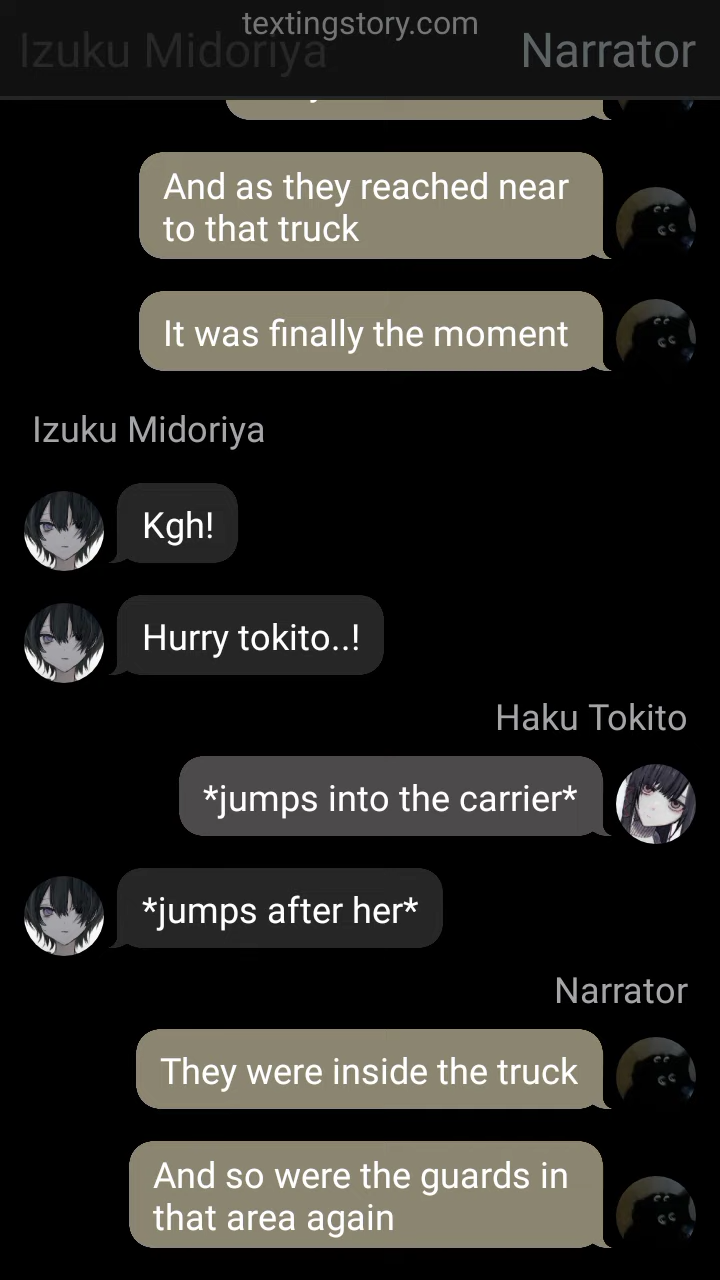 textingstory.com
Izuku Midoriya
Narrator
And as they reached near
to that truck
It was finally the moment
Izuku Midoriya
Kgh!
Hurry tokito..!
Haku Tokito
*jumps into the carrier*
*jumps after her*
Narrator
They were inside the truck
And so were the guards in
that area again